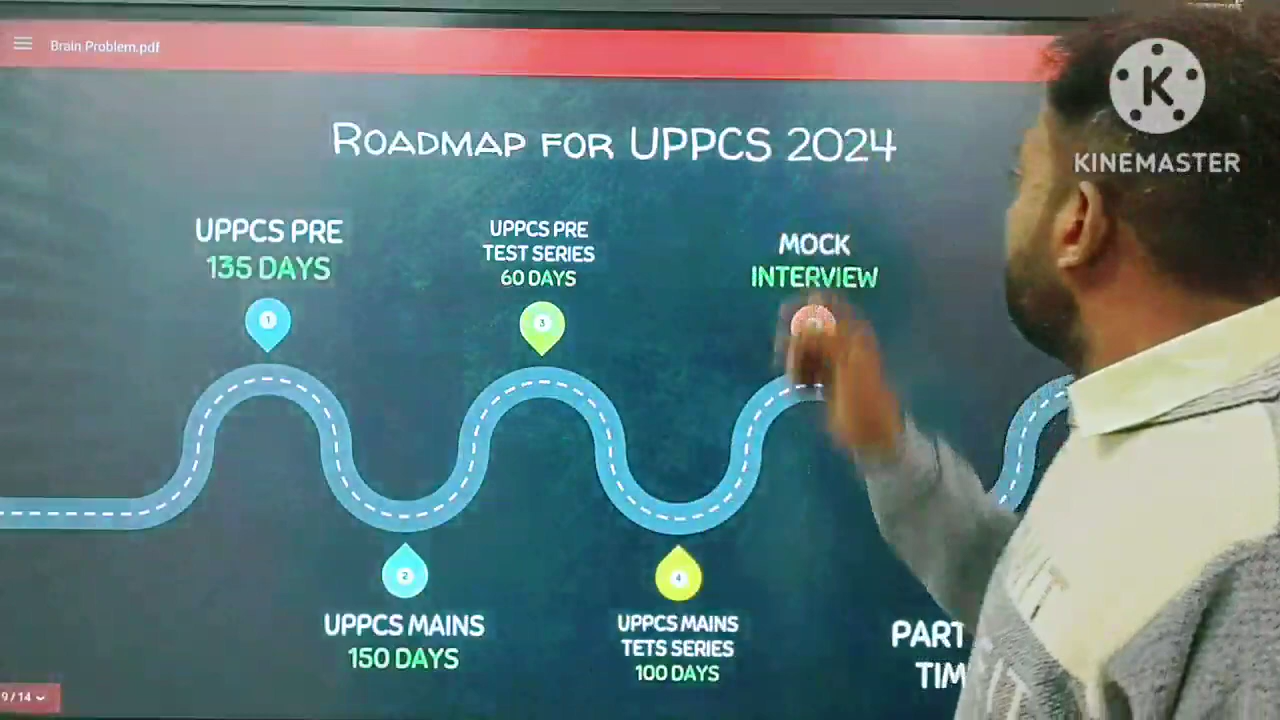 Brain Problem.pdf
K
KINEMASTER
ROADMAP FOR UPPCS 2024
UPPCS PRE
135 DAYS
1
UPPCS PRE
TEST SERIES
60 DAYS
3
MOCK
INTERVIEW
2
UPPCS MAINS
150 DAYS
4
UPPCS MAINS
TETS SERIES
100 DAYS
PART
TIM
9 / 14